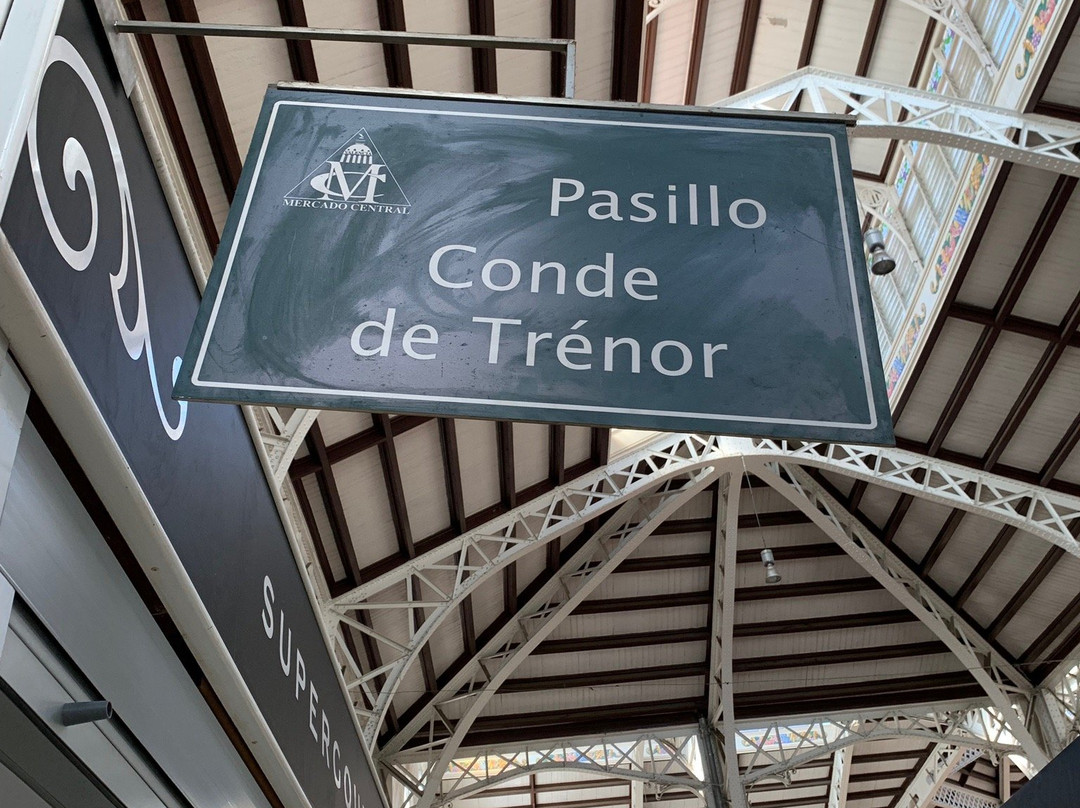 MERCADO CENTRAL
Pasillo
Conde
de Trénor